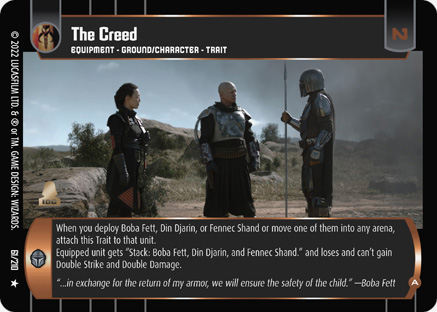 The Creed
EQUIPMENT - GROUND/CHARACTER - TRAIT
N
© 2022 LUCASFILM LTD. & ® or TM. GAME DESIGN: WIZARDS.
When you deploy Boba Fett, Din Djarin, or Fennec Shand or move one of them into any arena,
attach this Trait to that unit.
Equipped unit gets "Stack: Boba Fett, Din Djarin, and Fennec Shand." and loses and can't gain
Double Strike and Double Damage.
"...in exchange for the return of my armor, we will ensure the safety of the child." —Boba Fett
A